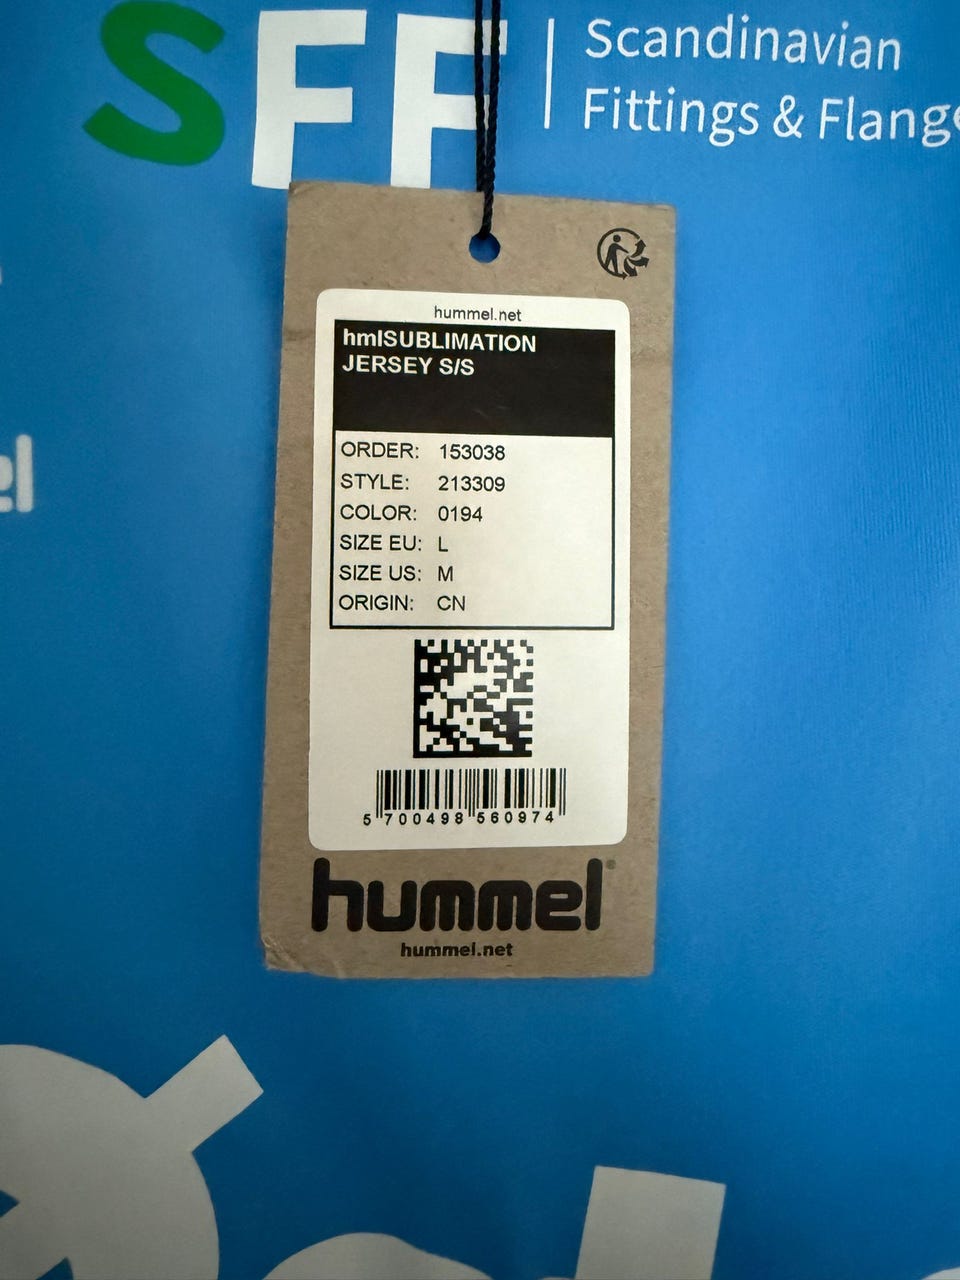 SFF
Scandinavian
Fittings & Flange
el
hummel.net
hmlSUBLIMATION
JERSEY S/S
ORDER: 153038
STYLE: 213309
COLOR: 0194
SIZE EU: L
SIZE US: M
ORIGIN: CN
5 700498 560974
hummel®
hummel.net